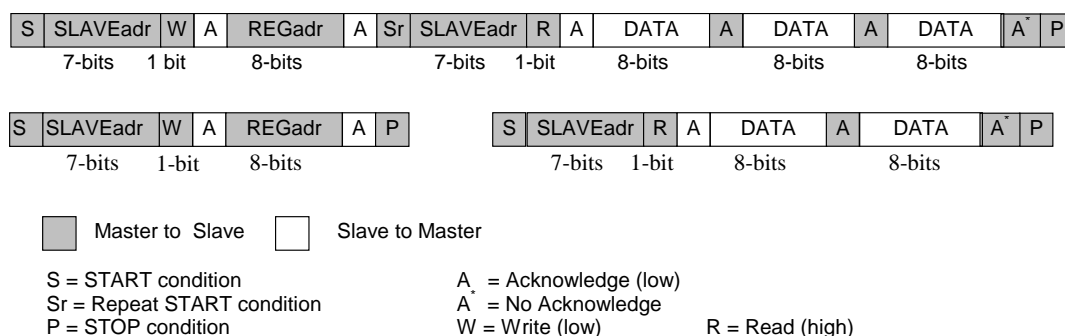 S SLAVEadr W A REGadr A Sr SLAVEadr R A DATA A DATA A DATA A* P
7-bits 1 bit 8-bits 7-bits 1-bit 8-bits 8-bits 8-bits
S SLAVEadr W A REGadr A P S SLAVEadr R A DATA A DATA A* P
7-bits 1-bit 8-bits 7-bits 1-bit 8-bits 8-bits
Master to Slave Slave to Master
S = START condition A = Acknowledge (low)
Sr = Repeat START condition A* = No Acknowledge
P = STOP condition W = Write (low) R = Read (high)